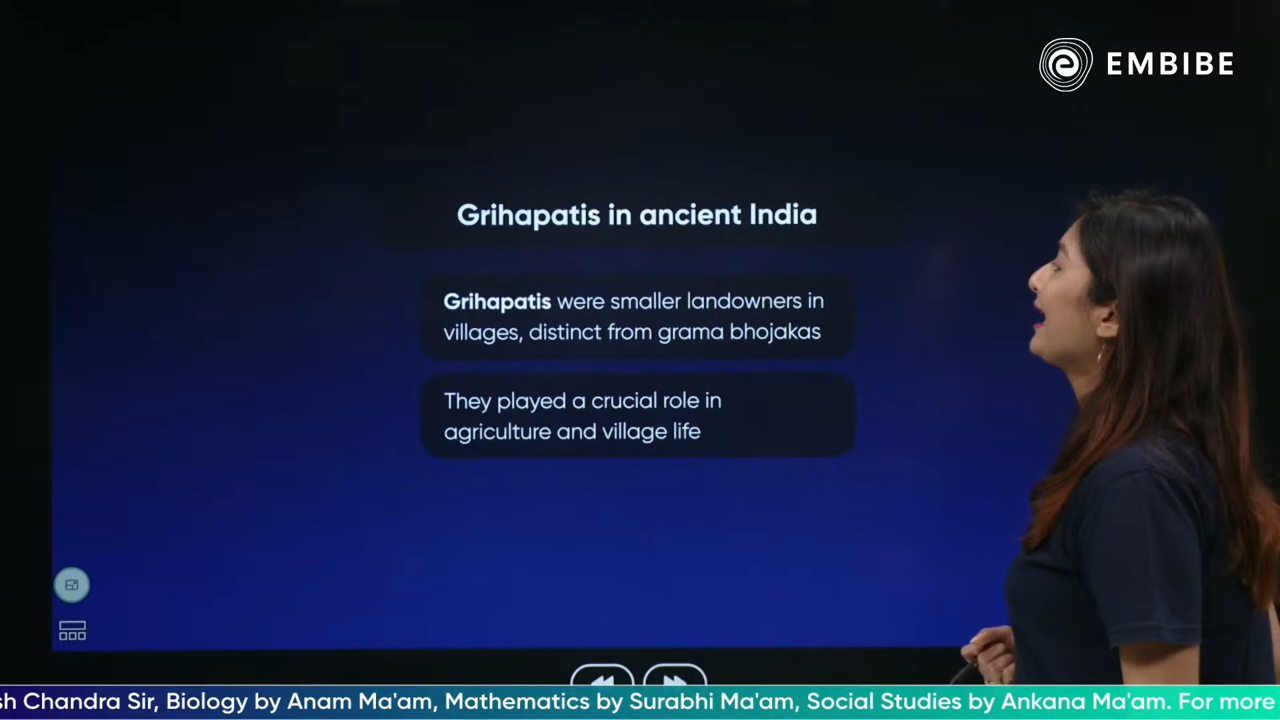 EMBIBE
Grihapatis in ancient India
Grihapatis were smaller landowners in
villages, distinct from grama bhojakas
They played a crucial role in
agriculture and village life
sh Chandra Sir, Biology by Anam Ma'am, Mathematics by Surabhi Ma'am, Social Studies by Ankana Ma'am. For more